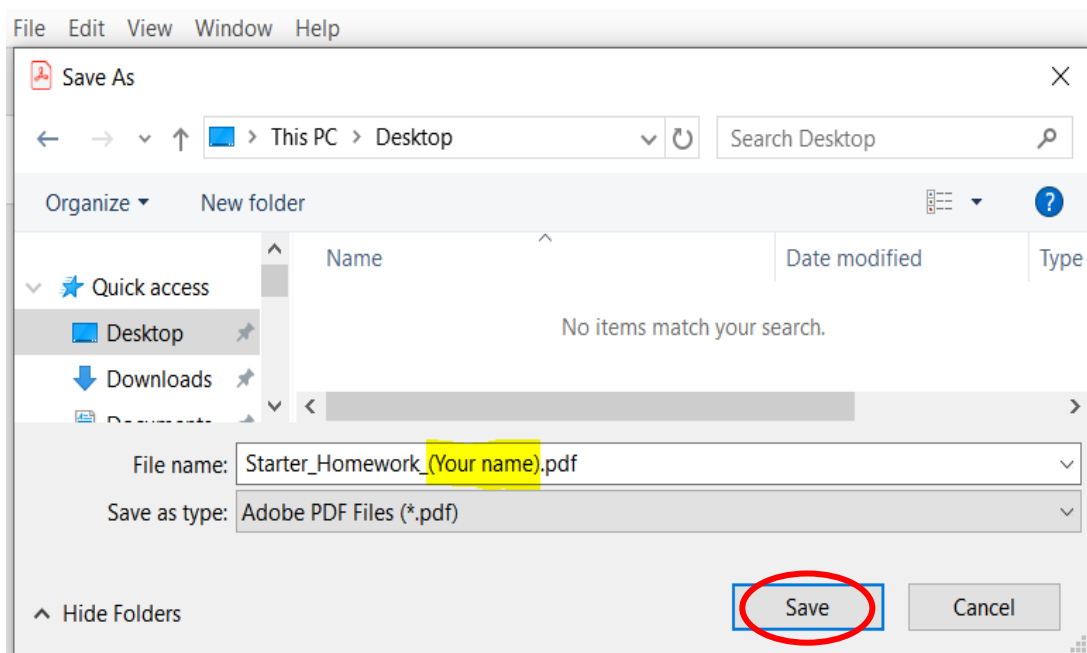 File Edit View Window Help
Save As
This PC > Desktop
Search Desktop
Organize
New folder
?
Name
Date modified
Type
Quick access
No items match your search.
Desktop
Downloads
Documents
File name: Starter_Homework_(Your name).pdf
Save as type: Adobe PDF Files (*.pdf)
Hide Folders
Save
Cancel